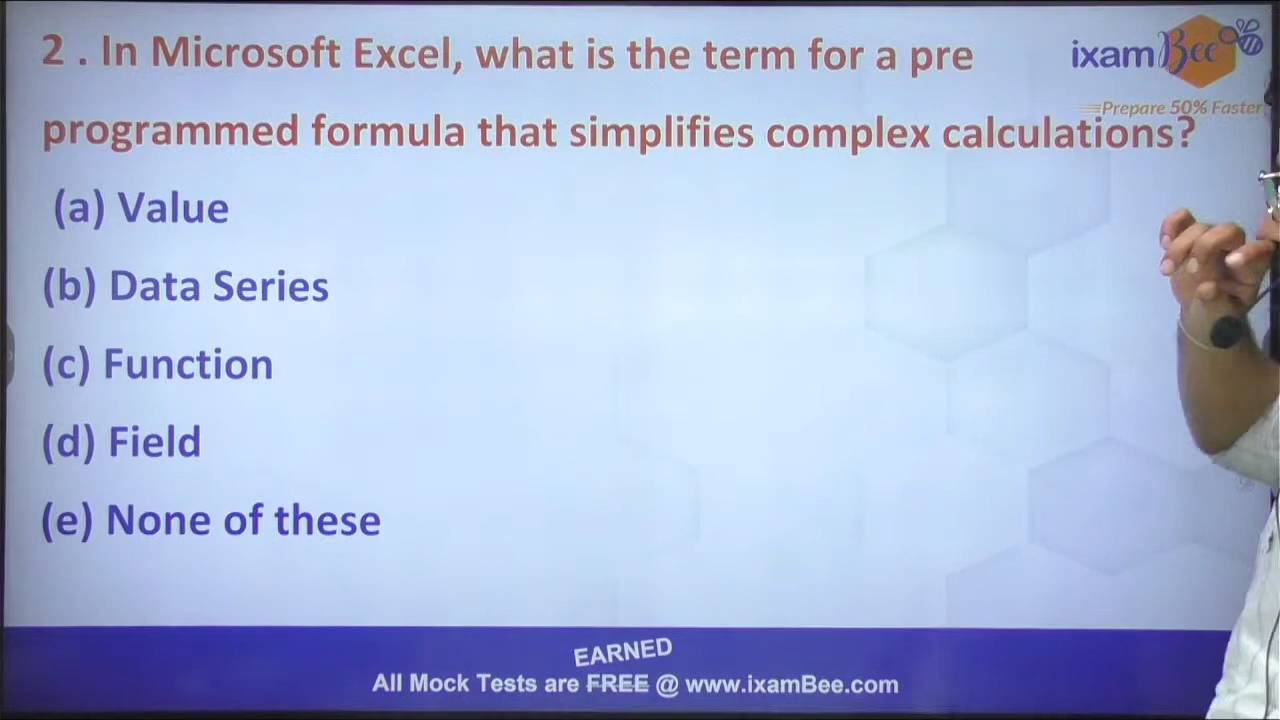 2 . In Microsoft Excel, what is the term for a pre
programmed formula that simplifies complex calculations?
(a) Value
(b) Data Series
(c) Function
(d) Field
(e) None of these
ixamBee
Prepare 50% Faster
EARNED
All Mock Tests are FREE @ www.ixamBee.com